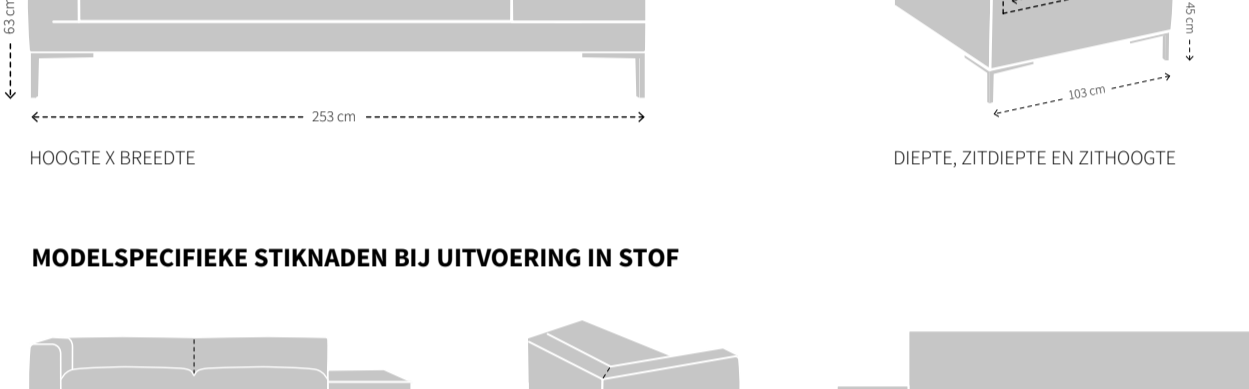 63 cm
45 cm
103 cm
253 cm
HOOGTE X BREEDTE
DIEPTE, ZITDIEPTE EN ZITHOOGTE
MODELSPECIFIEKE STIKNADEN BIJ UITVOERING IN STOF